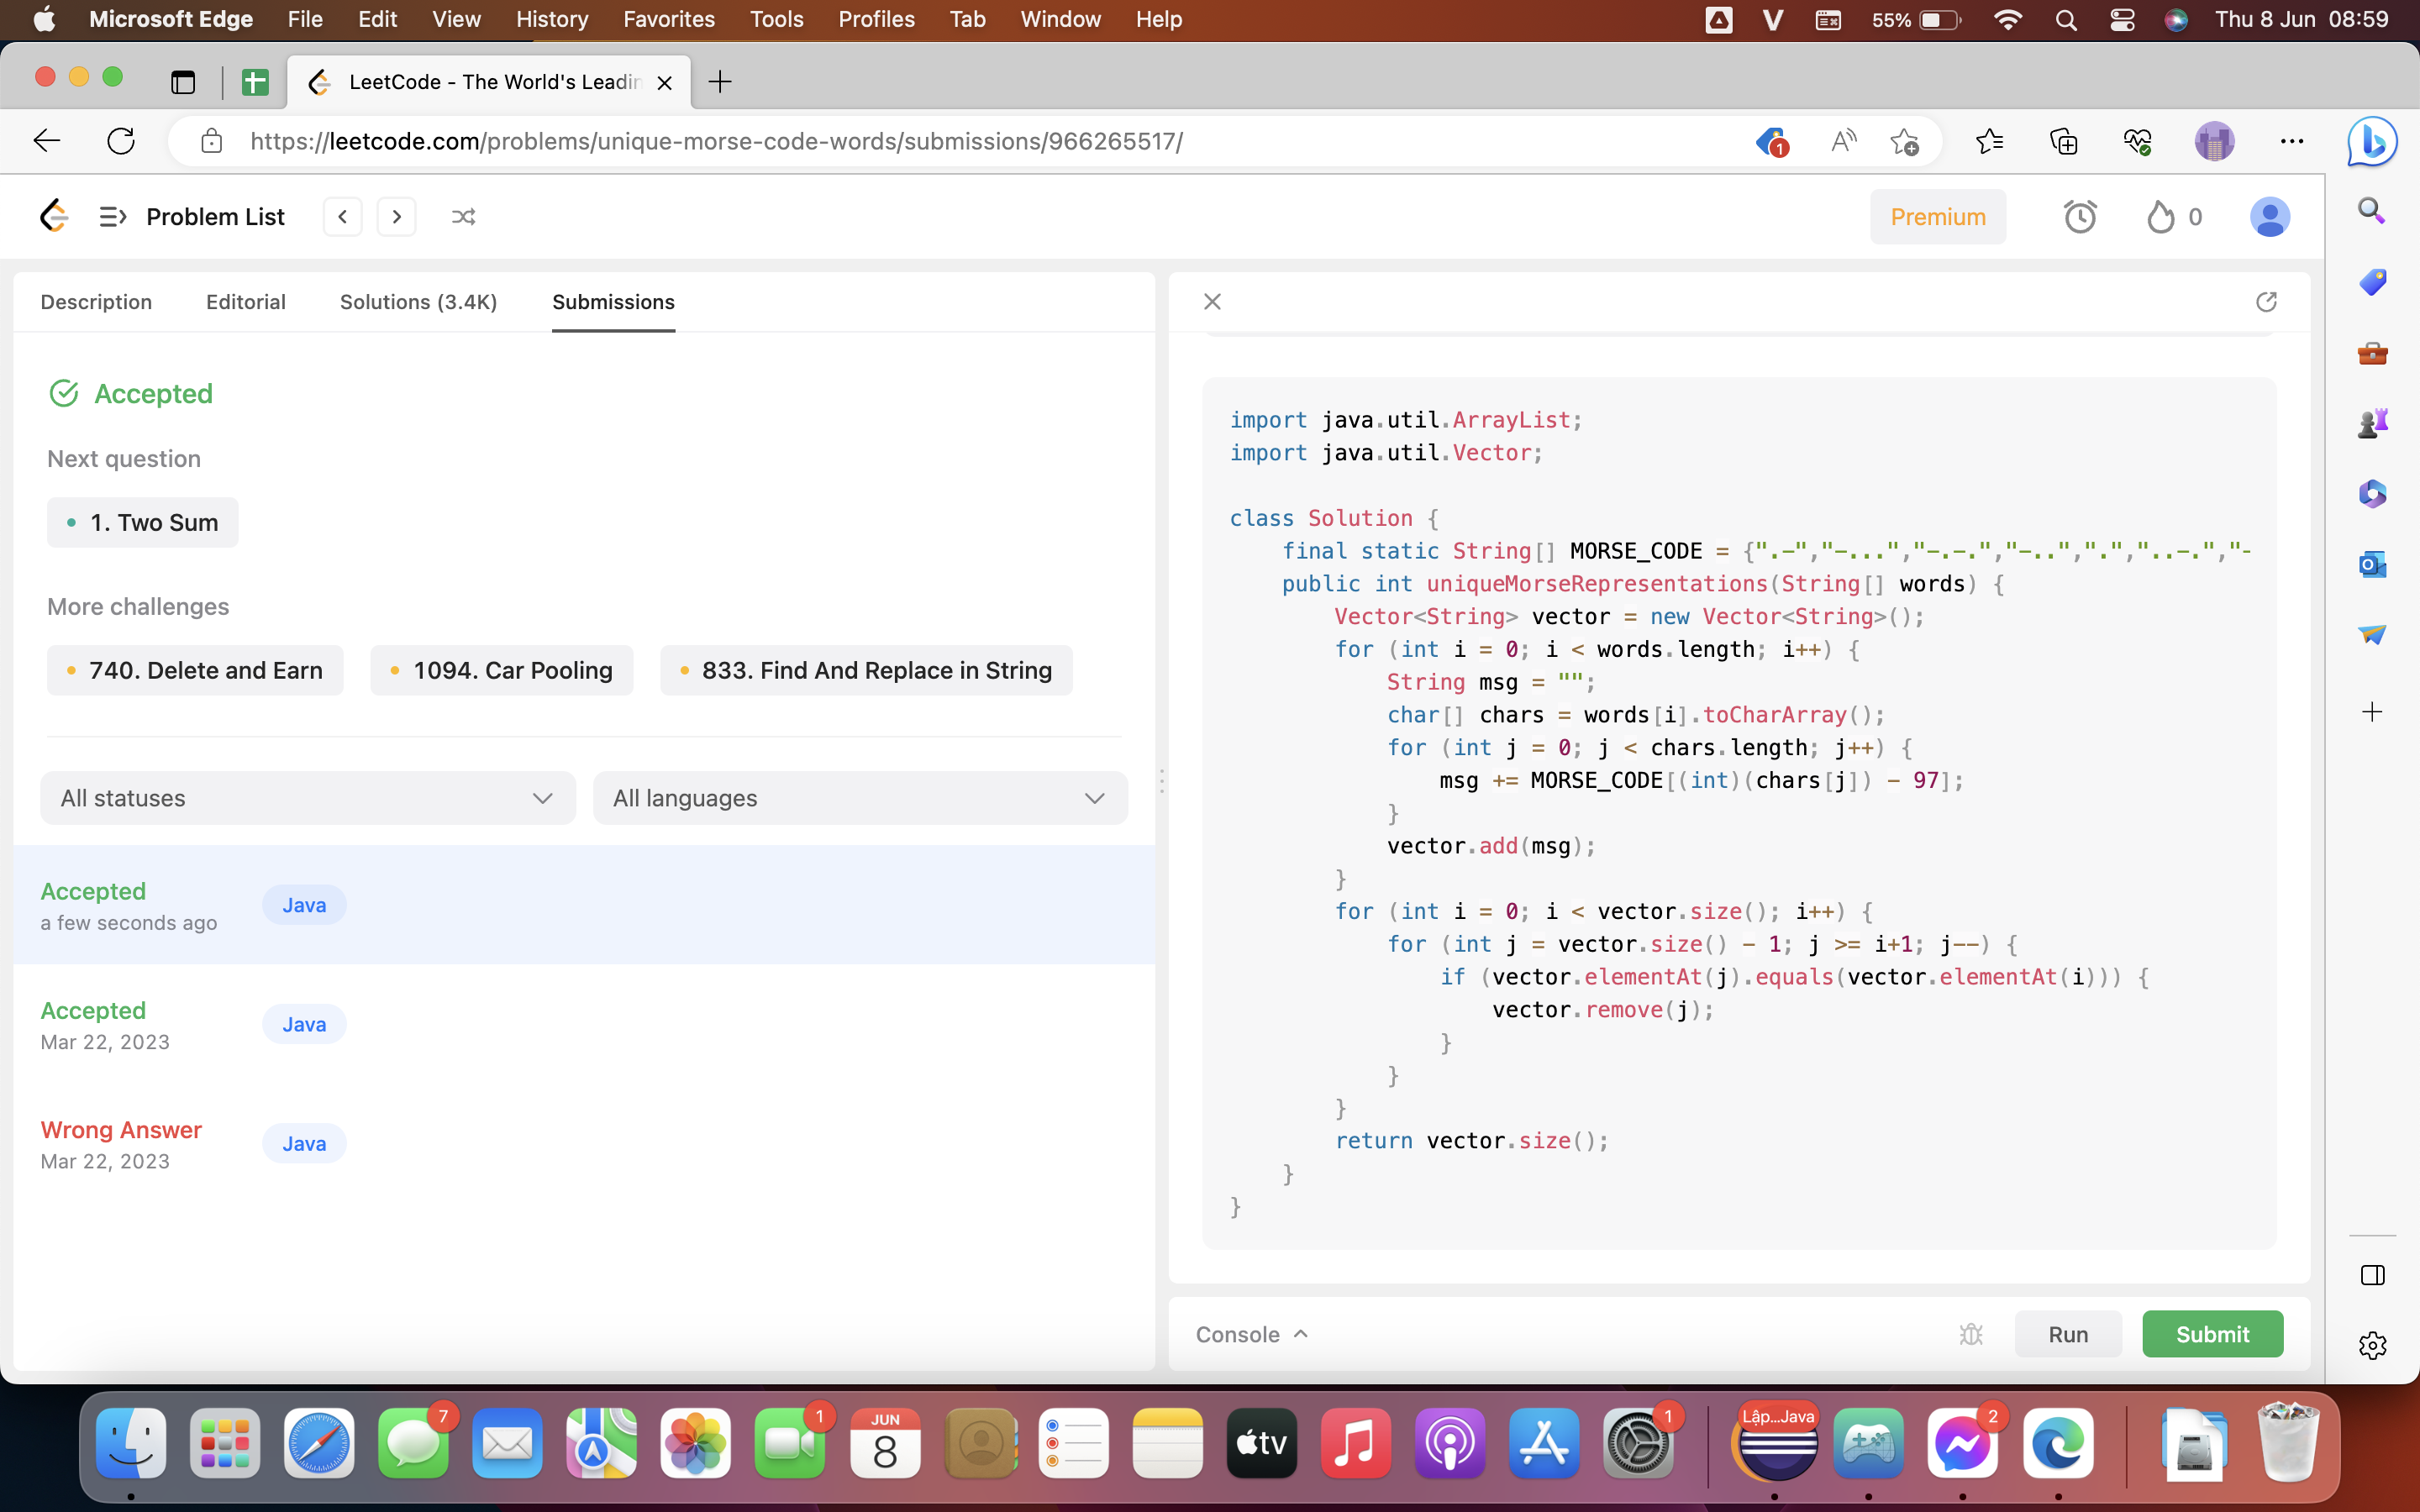 Microsoft Edge File Edit View History Favorites Tools Profiles Tab Window Help 55% Thu 8 Jun 08:59
LeetCode - The World's Leadin
https://leetcode.com/problems/unique-morse-code-words/submissions/966265517/
1
Problem List
Premium
0
Description Editorial Solutions (3.4K) Submissions
Accepted
Next question
1. Two Sum
More challenges
740. Delete and Earn 1094. Car Pooling 833. Find And Replace in String
All statuses All languages
Accepted
a few seconds ago
Java
Accepted
Mar 22, 2023
Java
Wrong Answer
Mar 22, 2023
Java
import java.util.ArrayList;
import java.util.Vector;
class Solution {
final static String[] MORSE_CODE = {".-","-...","-.-.","-..",".","..-.","-
public int uniqueMorseRepresentations(String[] words) {
Vector<String> vector = new Vector<String>();
for (int i = 0; i < words.length; i++) {
String msg = "";
char[] chars = words[i].toCharArray();
for (int j = 0; j < chars.length; j++) {
msg += MORSE_CODE[(int)(chars[j]) - 97];
}
vector.add(msg);
}
for (int i = 0; i < vector.size(); i++) {
for (int j = vector.size() - 1; j >= i+1; j--) {
if (vector.elementAt(j).equals(vector.elementAt(i))) {
vector.remove(j);
}
}
}
return vector.size();
}
}
Console
Run
Submit
7
1
JUN
8
tv
1
Lập...Java
2